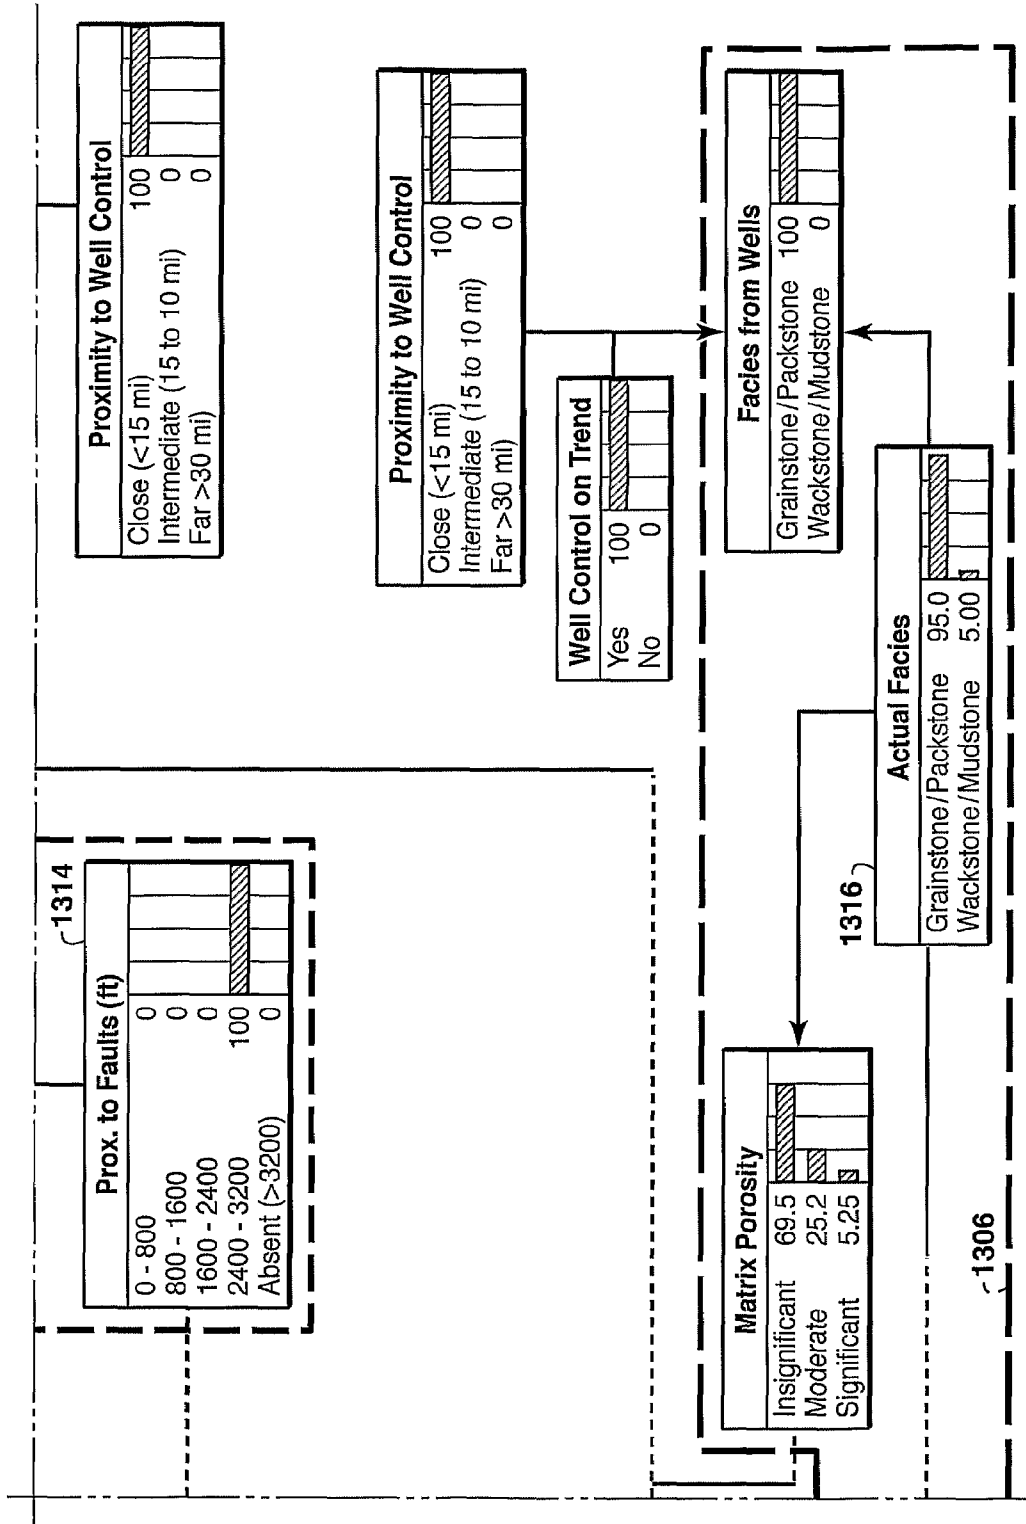 1314
Prox. to Faults (ft)
0 - 800 0
800 - 1600 0
1600 - 2400 0
2400 - 3200 100
Absent (>3200) 0
Proximity to Well Control
Close (<15 mi) 100
Intermediate (15 to 10 mi) 0
Far >30 mi) 0
Proximity to Well Control
Close (<15 mi) 100
Intermediate (15 to 10 mi) 0
Far >30 mi) 0
Well Control on Trend
Yes 100
No 0
Matrix Porosity
Insignificant 69.5
Moderate 25.2
Significant 5.25
Facies from Wells
Grainstone/Packstone 100
Wackstone/Mudstone 0
1316
Actual Facies
Grainstone/Packstone 95.0
Wackstone/Mudstone 5.00
1306